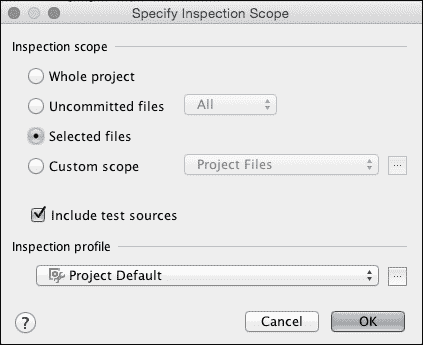 Specify Inspection Scope
Inspection scope
Whole project
Uncommitted files All
Selected files
Custom scope Project Files ...
Include test sources
Inspection profile
Project Default ...
? Cancel OK